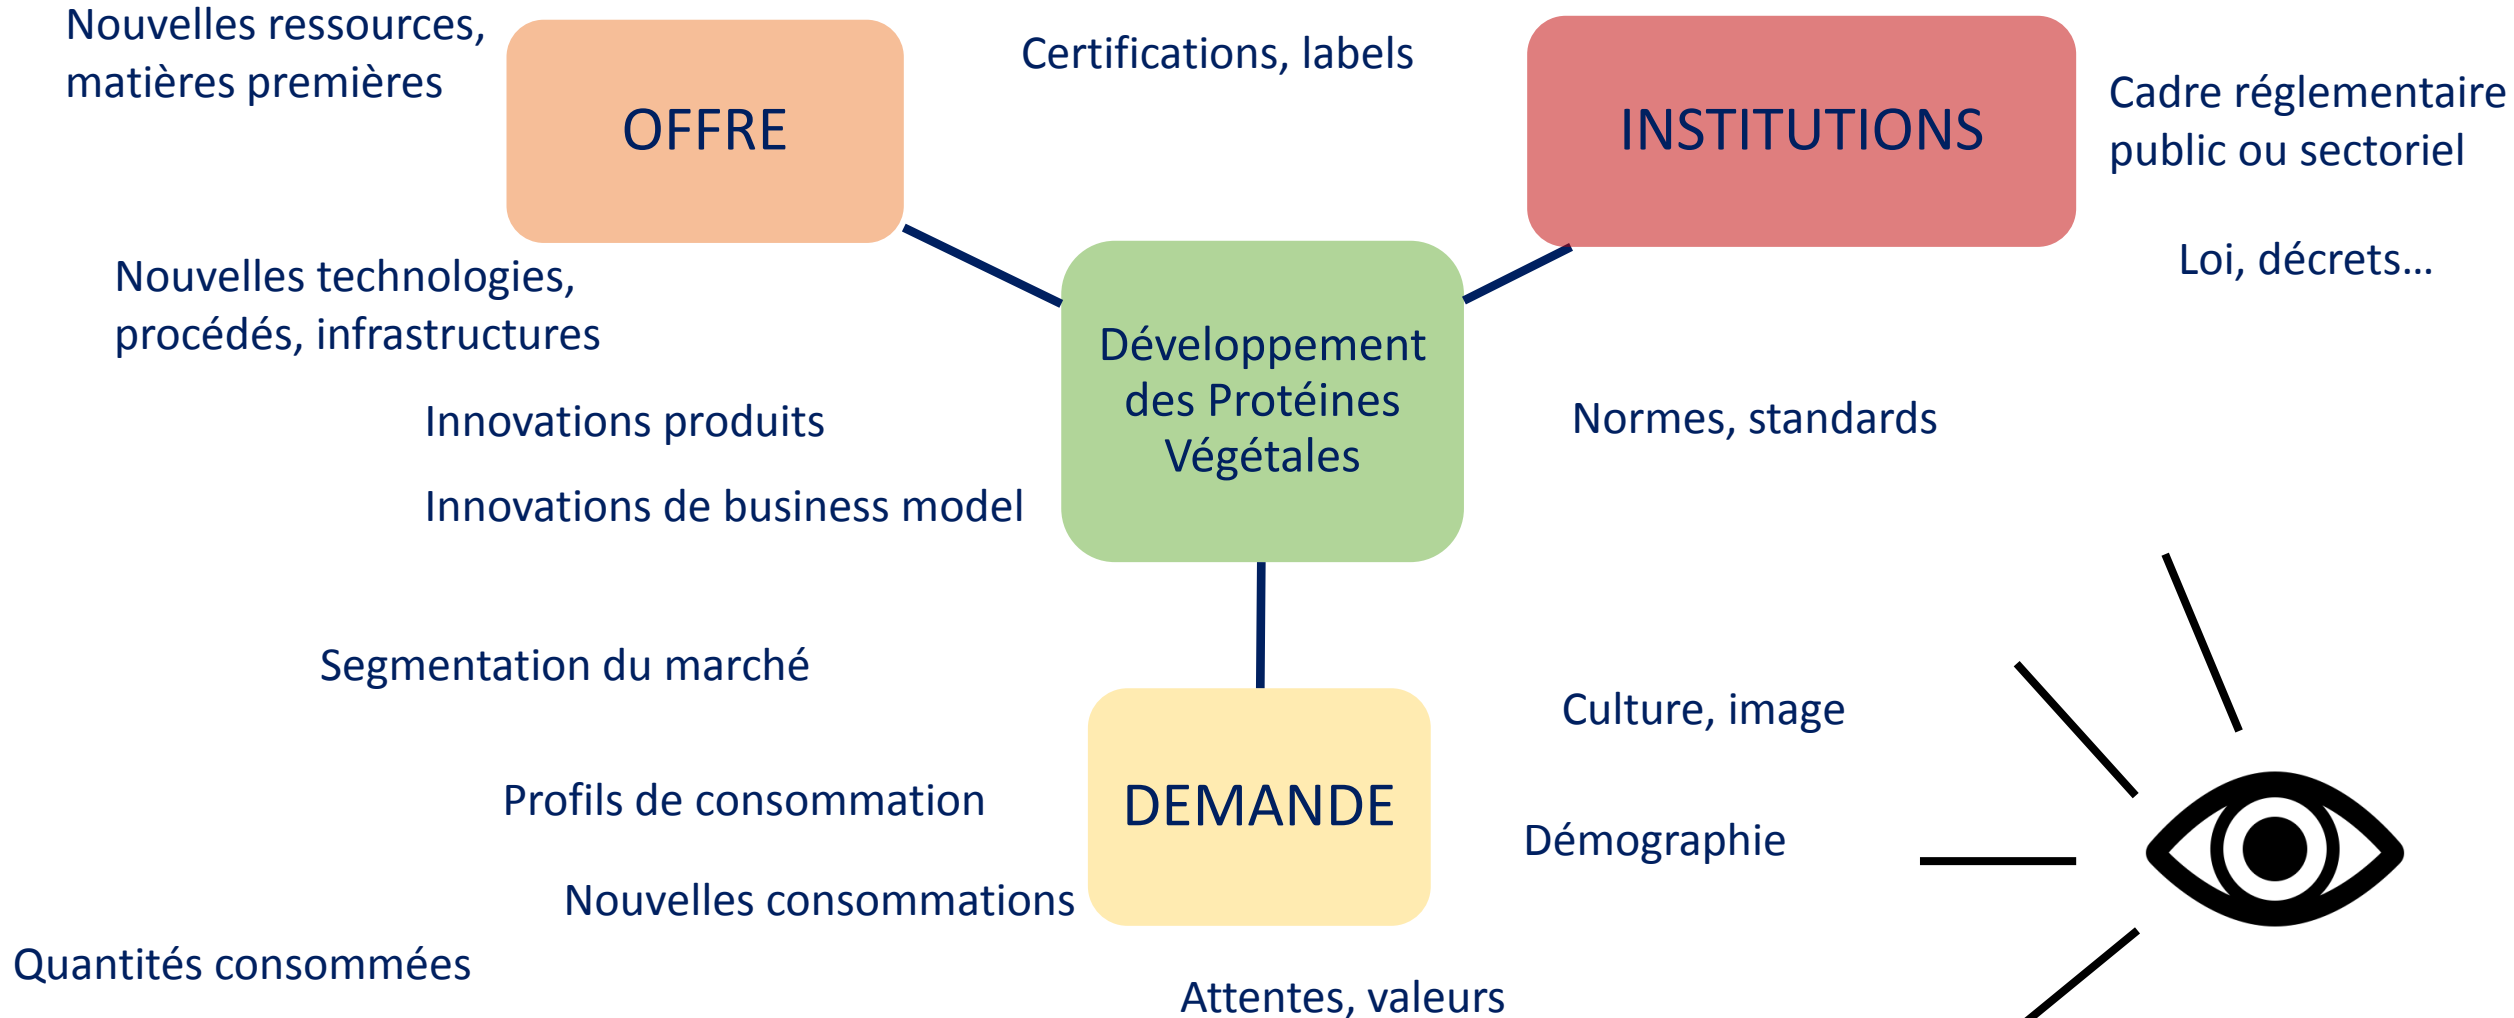 Nouvelles ressources,
matières premières
OFFRE
Certifications, labels
INSTITUTIONS
Cadre réglementaire
public ou sectoriel
Loi, décrets...
Nouvelles technologies,
procédés, infrastructures
Développement
des Protéines
Végétales
Innovations produits
Normes, standards
Innovations de business model
Segmentation du marché
Culture, image
Profils de consommation
DEMANDE
Démographie
Nouvelles consommations
Quantités consommées
Attentes, valeurs